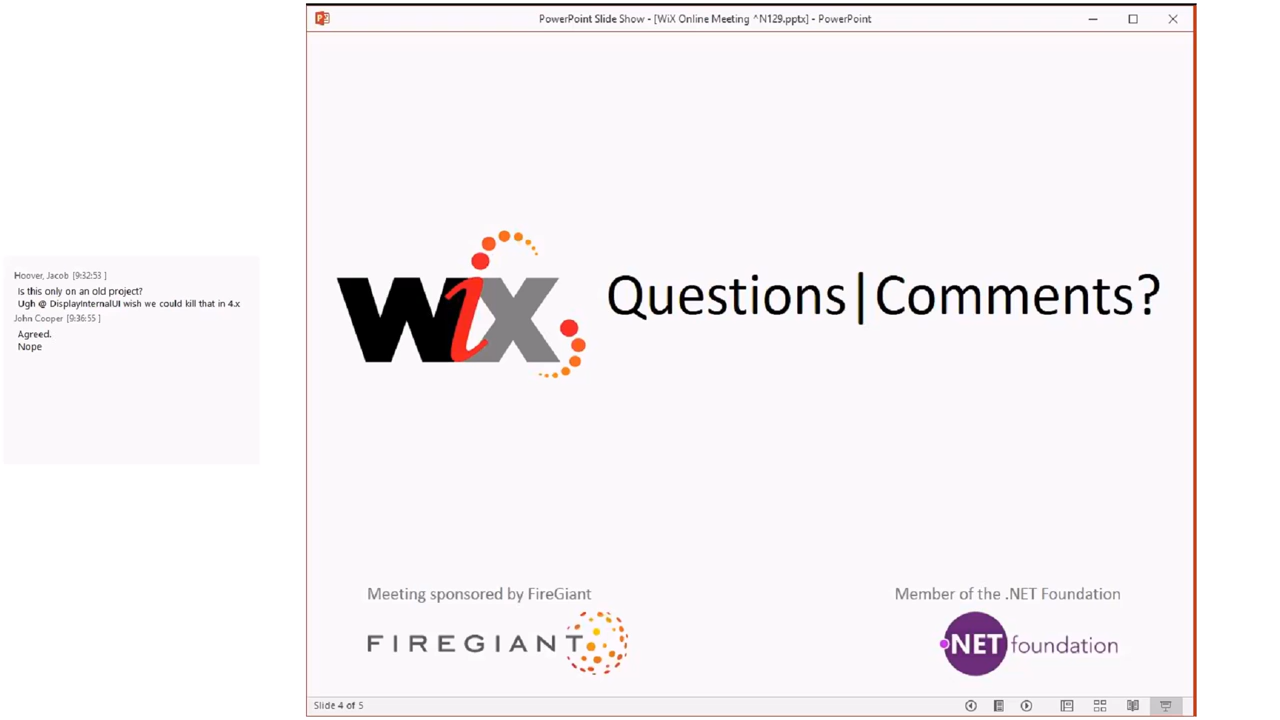 PowerPoint Slide Show - [WiX Online Meeting ^N129.pptx] - PowerPoint
Hoover, Jacob [9:32:53 ]
Is this only on an old project?
Ugh @ DisplayInternalUI wish we could kill that in 4.x
John Cooper [9:36:55 ]
Agreed.
Nope
WiX Questions|Comments?
Meeting sponsored by FireGiant
FIREGIANT
Member of the .NET Foundation
.NET foundation
Slide 4 of 5